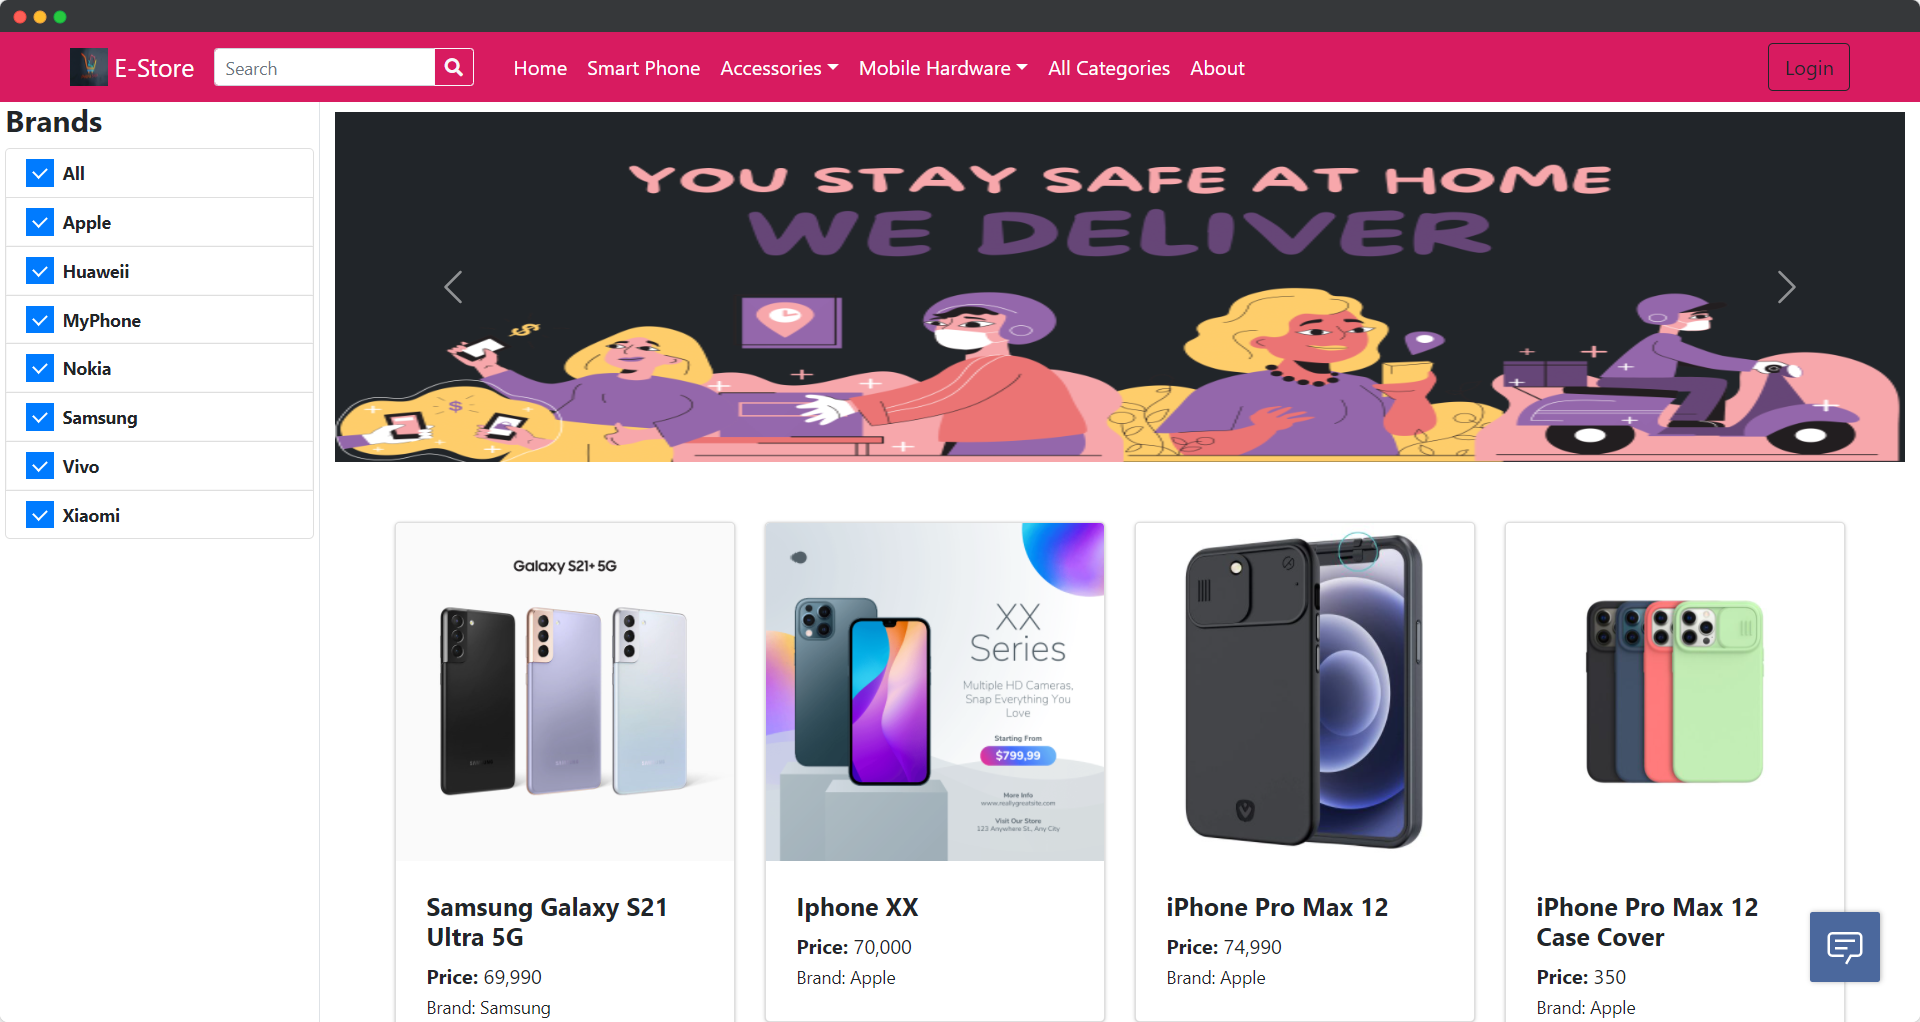 E-Store
Search
Home
Smart Phone
Accessories
Mobile Hardware
All Categories
About
Login
Brands
All
Apple
Huaweii
MyPhone
Nokia
Samsung
Vivo
Xiaomi
YOU STAY SAFE AT HOME
WE DELIVER
Galaxy S21+ 5G
Samsung Galaxy S21
Ultra 5G
Price: 69,990
Brand: Samsung
XX
Series
Multiple HD Cameras,
Snap Everything You
Love
Starting From
$799,99
More Info
www.reallygreatsite.com
Visit Our Store
123 Anywhere St., Any City
Iphone XX
Price: 70,000
Brand: Apple
iPhone Pro Max 12
Price: 74,990
Brand: Apple
iPhone Pro Max 12
Case Cover
Price: 350
Brand: Apple